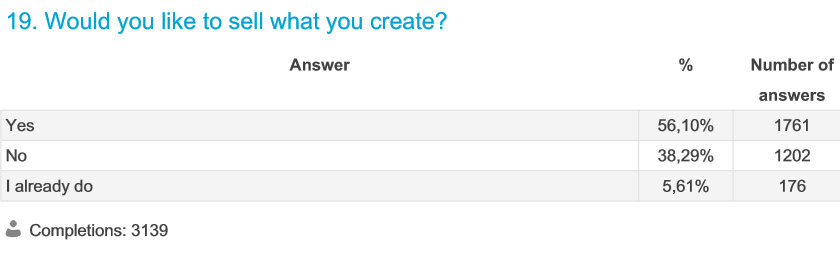 19. Would you like to sell what you create?
Answer % Number of
answers
Yes 56,10% 1761
No 38,29% 1202
I already do 5,61% 176
Completions: 3139